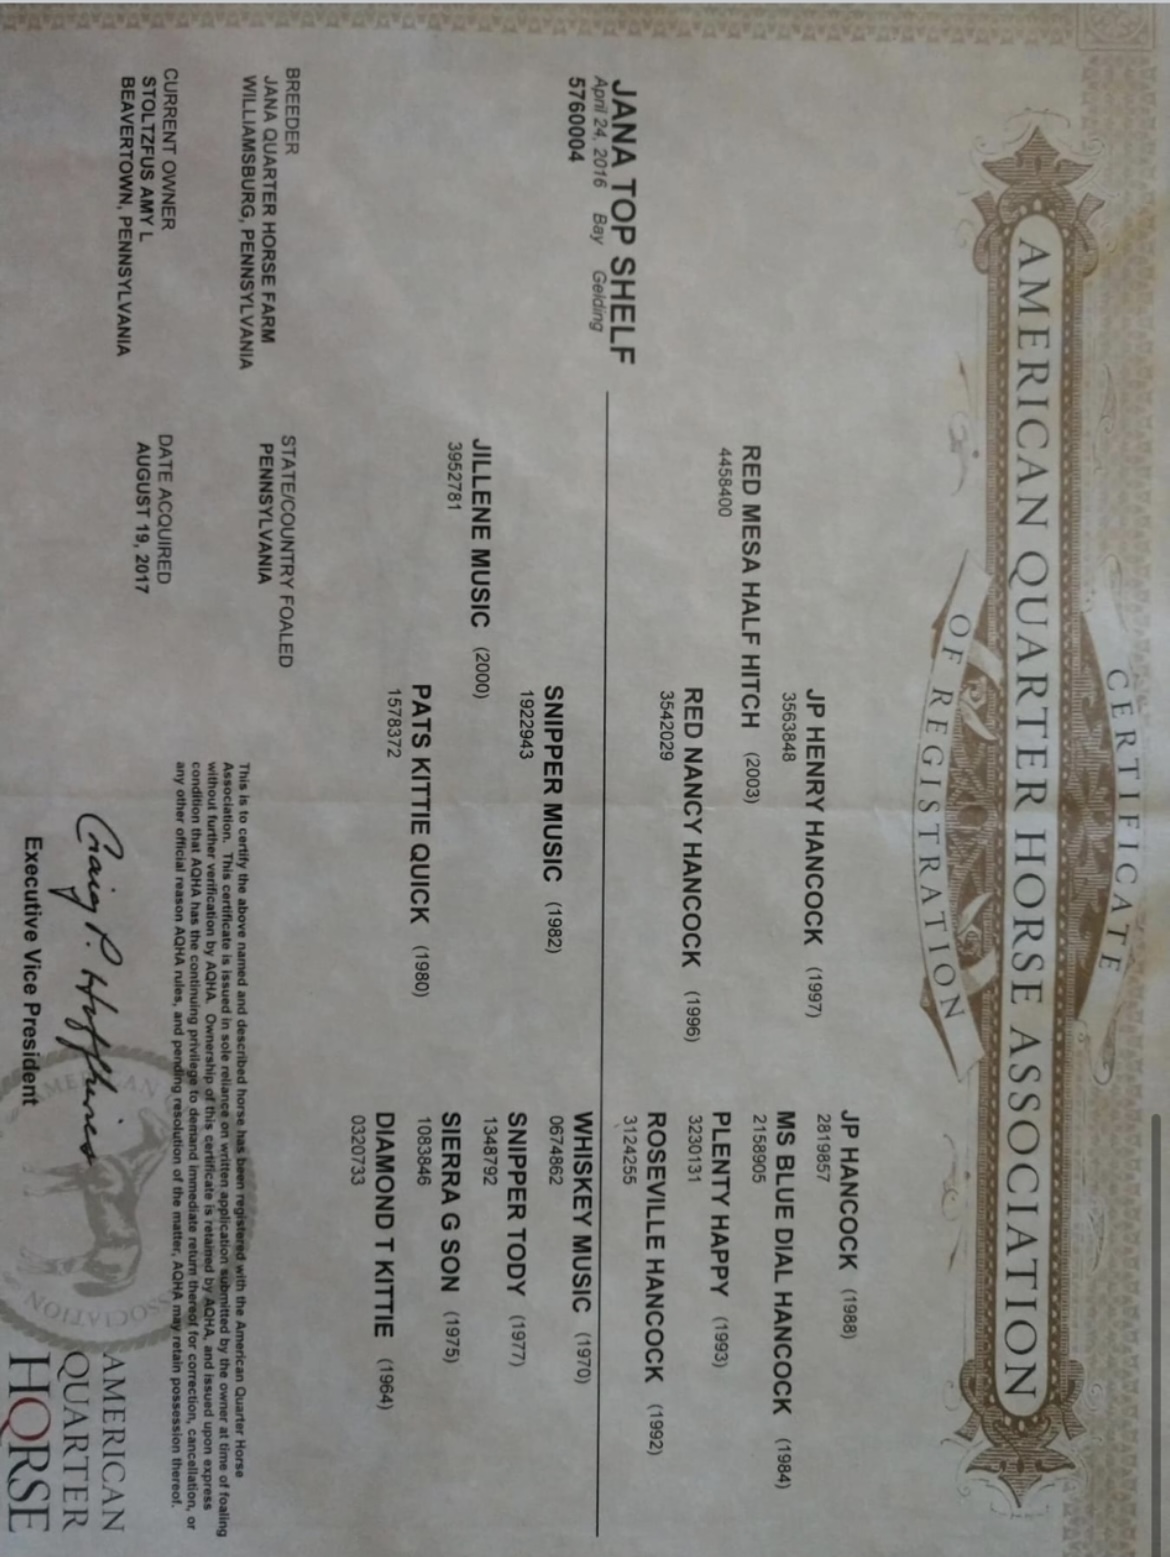 CERTIFICATE
AMERICAN QUARTER HORSE ASSOCIATION
OF REGISTRATION
JP HANCOCK (1988)
2819857
JP HENRY HANCOCK (1997)
3563848
MS BLUE DIAL HANCOCK (1984)
2158905
RED MESA HALF HITCH (2003)
4458400
PLENTY HAPPY (1993)
3230131
RED NANCY HANCOCK (1996)
3542029
ROSEVILLE HANCOCK (1992)
3124255
JANA TOP SHELF
April 24, 2016 Bay Gelding
5760004
WHISKEY MUSIC (1970)
0674862
SNIPPER MUSIC (1982)
1922943
SNIPPER TODY (1977)
1348792
JILLENE MUSIC (2000)
3952781
SIERRA G SON (1975)
1083846
PATS KITTIE QUICK (1980)
1578372
DIAMOND T KITTIE (1964)
0320733
BREEDER
JANA QUARTER HORSE FARM
WILLIAMSBURG, PENNSYLVANIA
STATE/COUNTRY FOALED
PENNSYLVANIA
CURRENT OWNER
STOLTZFUS AMY L
BEAVERTOWN, PENNSYLVANIA
DATE ACQUIRED
AUGUST 19, 2017
This is to certify the above named and described horse has been registered with the American Quarter Horse
Association. This certificate is issued in sole reliance on written application submitted by the owner at time of foaling
without further verification by AQHA. Ownership of this certificate is retained by AQHA, and issued upon express
condition that AQHA has the continuing privilege to demand immediate return thereof for correction, cancellation, or
any other official reason AQHA rules, and pending resolution of the matter, AQHA may retain possession thereof.
Craig P. Huffhines
Executive Vice President
AMERICAN
ASSOCIATION
AMERICAN
QUARTER
HORSE